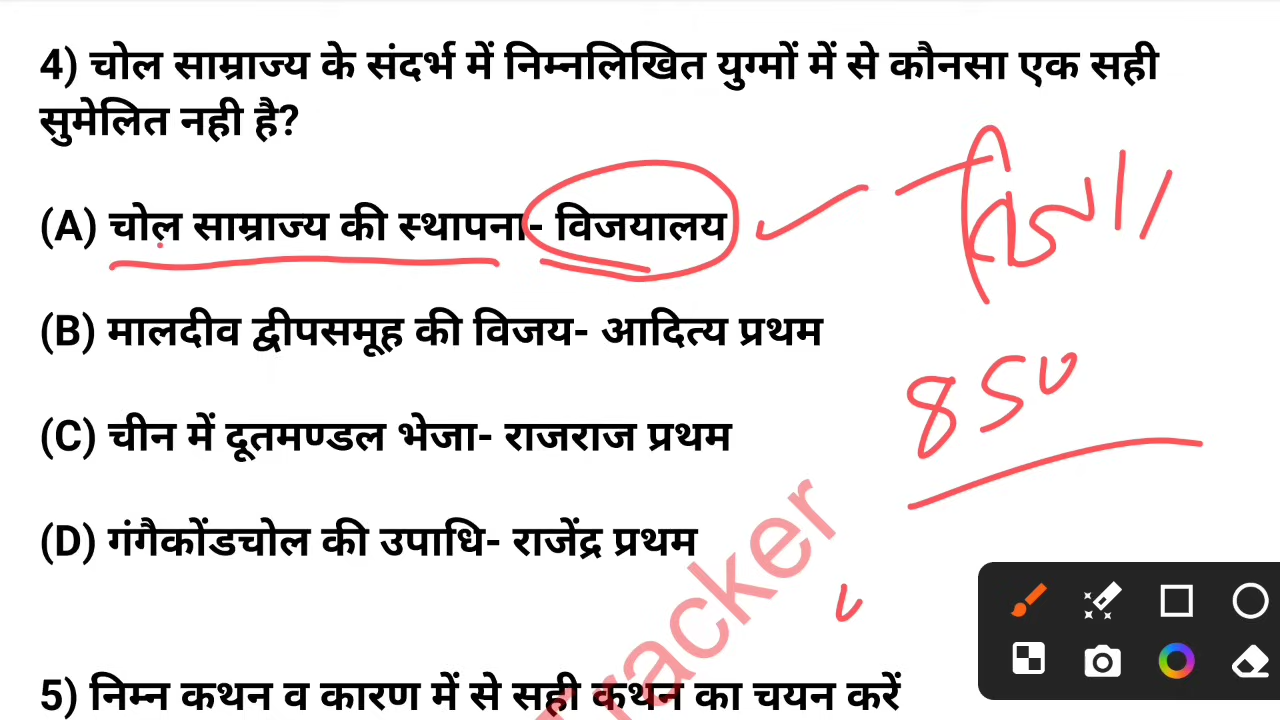 4) चोल साम्राज्य के संदर्भ में निम्नलिखित युग्मों में से कौनसा एक सही
सुमेलित नही है?
(A) चोल साम्राज्य की स्थापना- विजयालय
(B) मालदीव द्वीपसमूह की विजय- आदित्य प्रथम
850
(C) चीन में दूतमण्डल भेजा- राजराज प्रथम
(D) गंगैकोंडचोल की उपाधि- राजेंद्र प्रथम
Tracker
5) निम्न कथन व कारण में से सही कथन का चयन करें